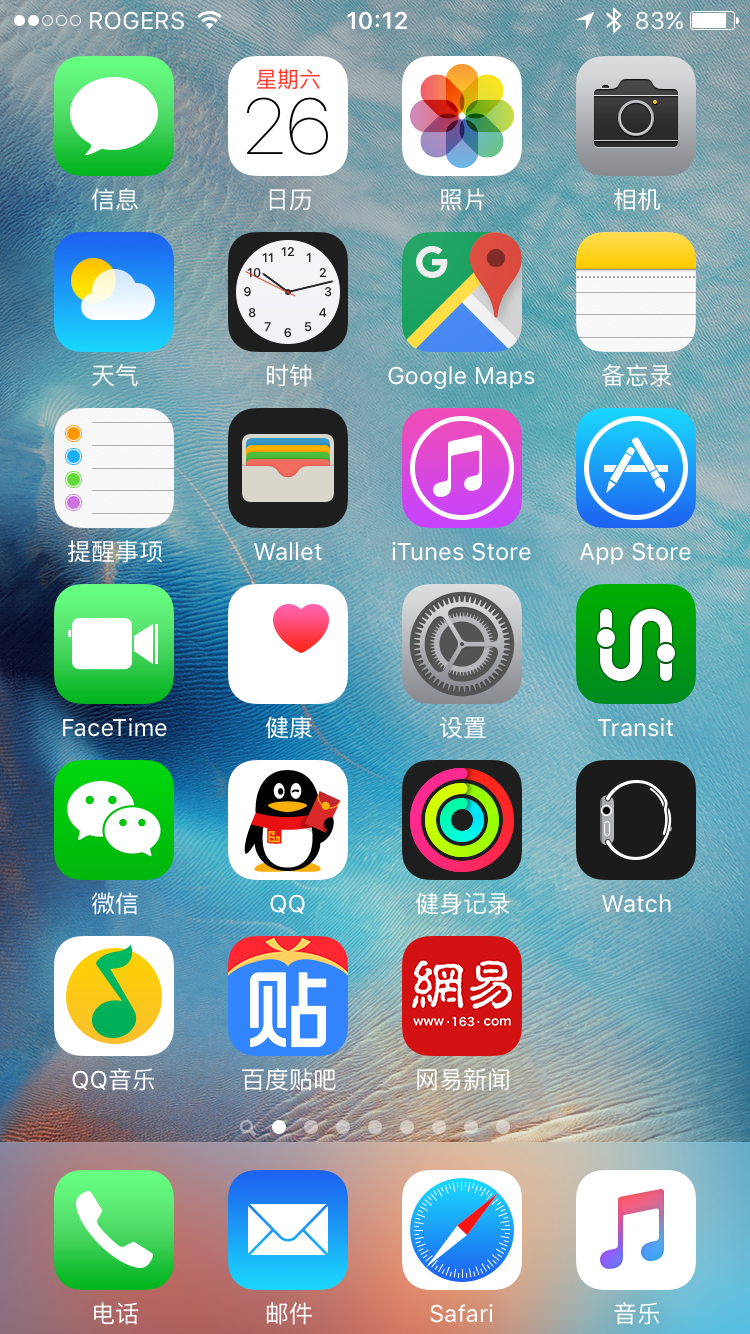 ROGERS 10:12 83%
星期六
26
信息 日历 照片 相机
12
11 1
10 2
9 3
8 4
7 5
6
G
天气 时钟 Google Maps 备忘录
提醒事项 Wallet iTunes Store App Store
FaceTime 健康 设置 Transit
微信 QQ 健身记录 Watch
贴
網易
www·163·com
QQ音乐 百度贴吧 网易新闻
电话 邮件 Safari 音乐